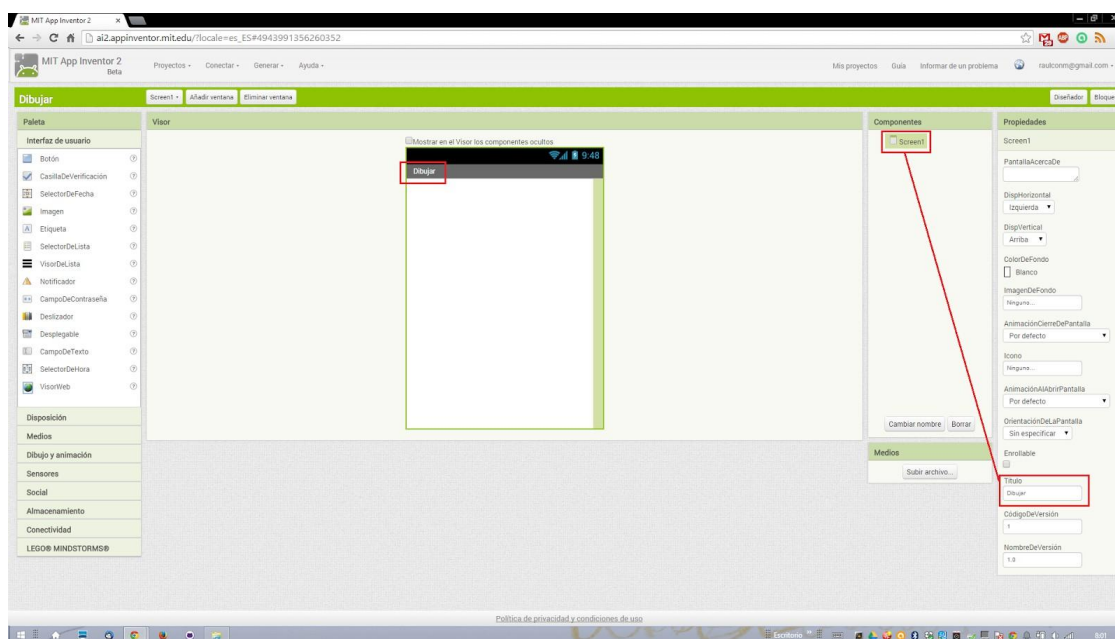 MIT App Inventor 2
ai2.appinventor.mit.edu/?locale=es_ES#4943991356260352
MIT App Inventor 2
Beta
Proyectos
Conectar
Generar
Ayuda
Mis proyectos
Guía
Informar de un problema
raulconm@gmail.com
Dibujar
Screen1
Añadir ventana
Eliminar ventana
Diseñador
Bloque
Paleta
Interfaz de usuario
Botón
CasillaDeVerificación
SelectorDeFecha
Imagen
Etiqueta
SelectorDeLista
VisorDeLista
Notificador
CampoDeContraseña
Deslizador
Desplegable
CampoDeTexto
SelectorDeHora
VisorWeb
Disposición
Medios
Dibujo y animación
Sensores
Social
Almacenamiento
Conectividad
LEGO® MINDSTORMS®
Visor
Mostrar en el Visor los componentes ocultos
9:48
Dibujar
Componentes
Screen1
Cambiar nombre
Borrar
Medios
Subir archivo...
Propiedades
Screen1
PantallaAcercaDe
DispHorizontal
Izquierda
DispVertical
Arriba
ColorDeFondo
Blanco
ImagenDeFondo
Ninguno...
AnimaciónCierreDePantalla
Por defecto
Icono
Ninguno...
AnimaciónAlAbrirPantalla
Por defecto
OrientaciónDeLaPantalla
Sin especificar
Enrollable
Título
Dibujar
CódigoDeVersión
1
NombreDeVersión
1.0
Política de privacidad y condiciones de uso
Escritorio
8:01